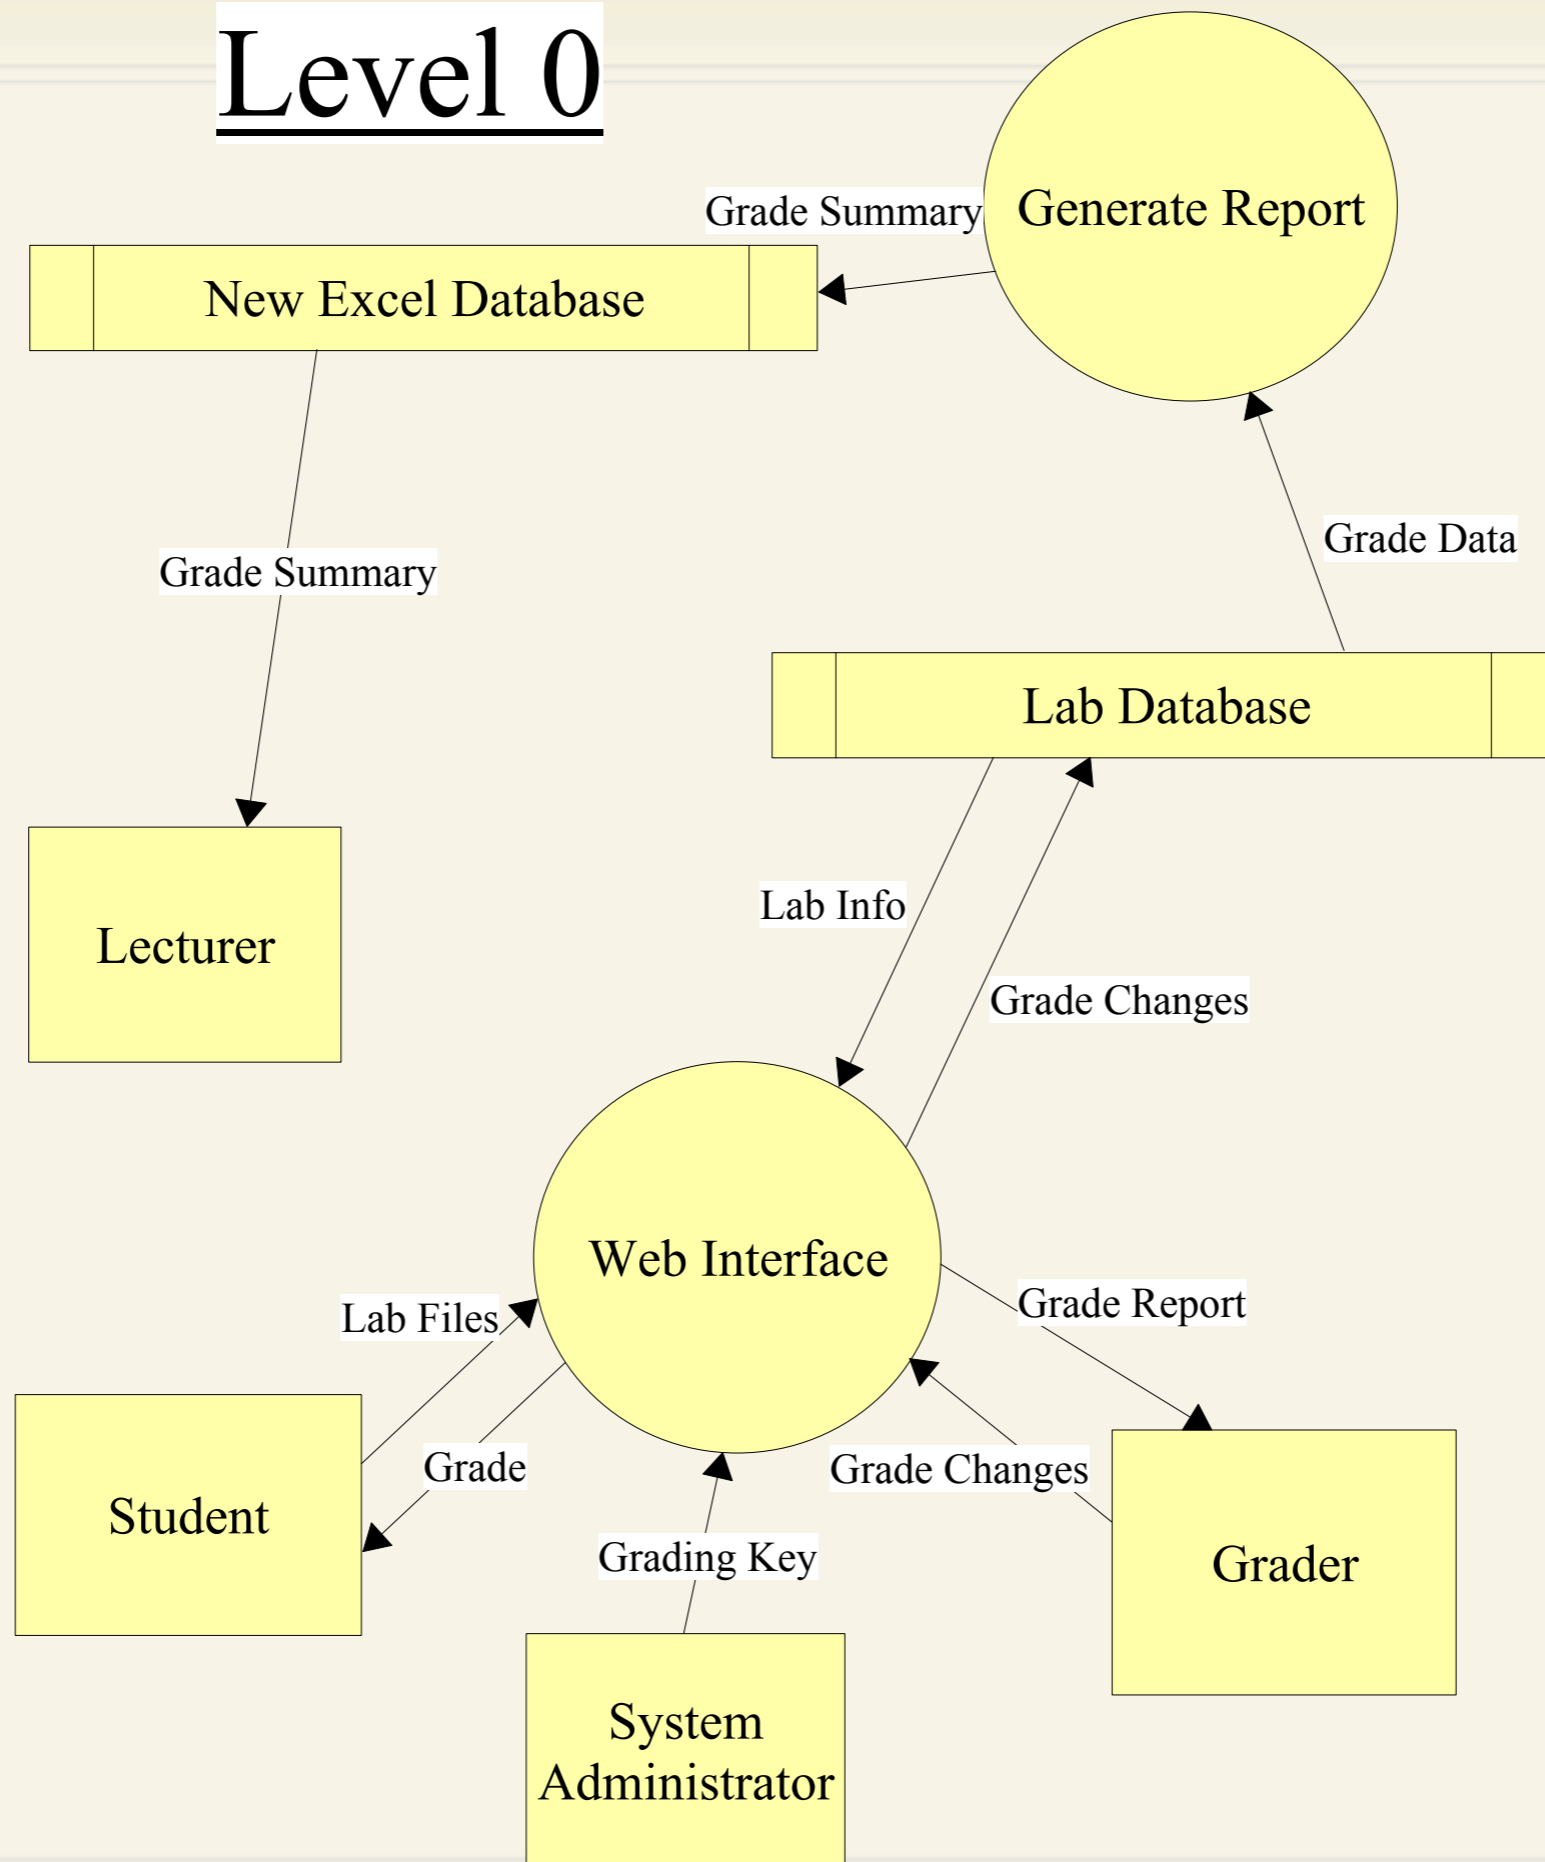 Level 0
Generate Report
Grade Summary
New Excel Database
Grade Data
Grade Summary
Lab Database
Lab Info
Lecturer
Grade Changes
Web Interface
Grade Report
Lab Files
Grade
Grade Changes
Student
Grading Key
Grader
System
Administrator